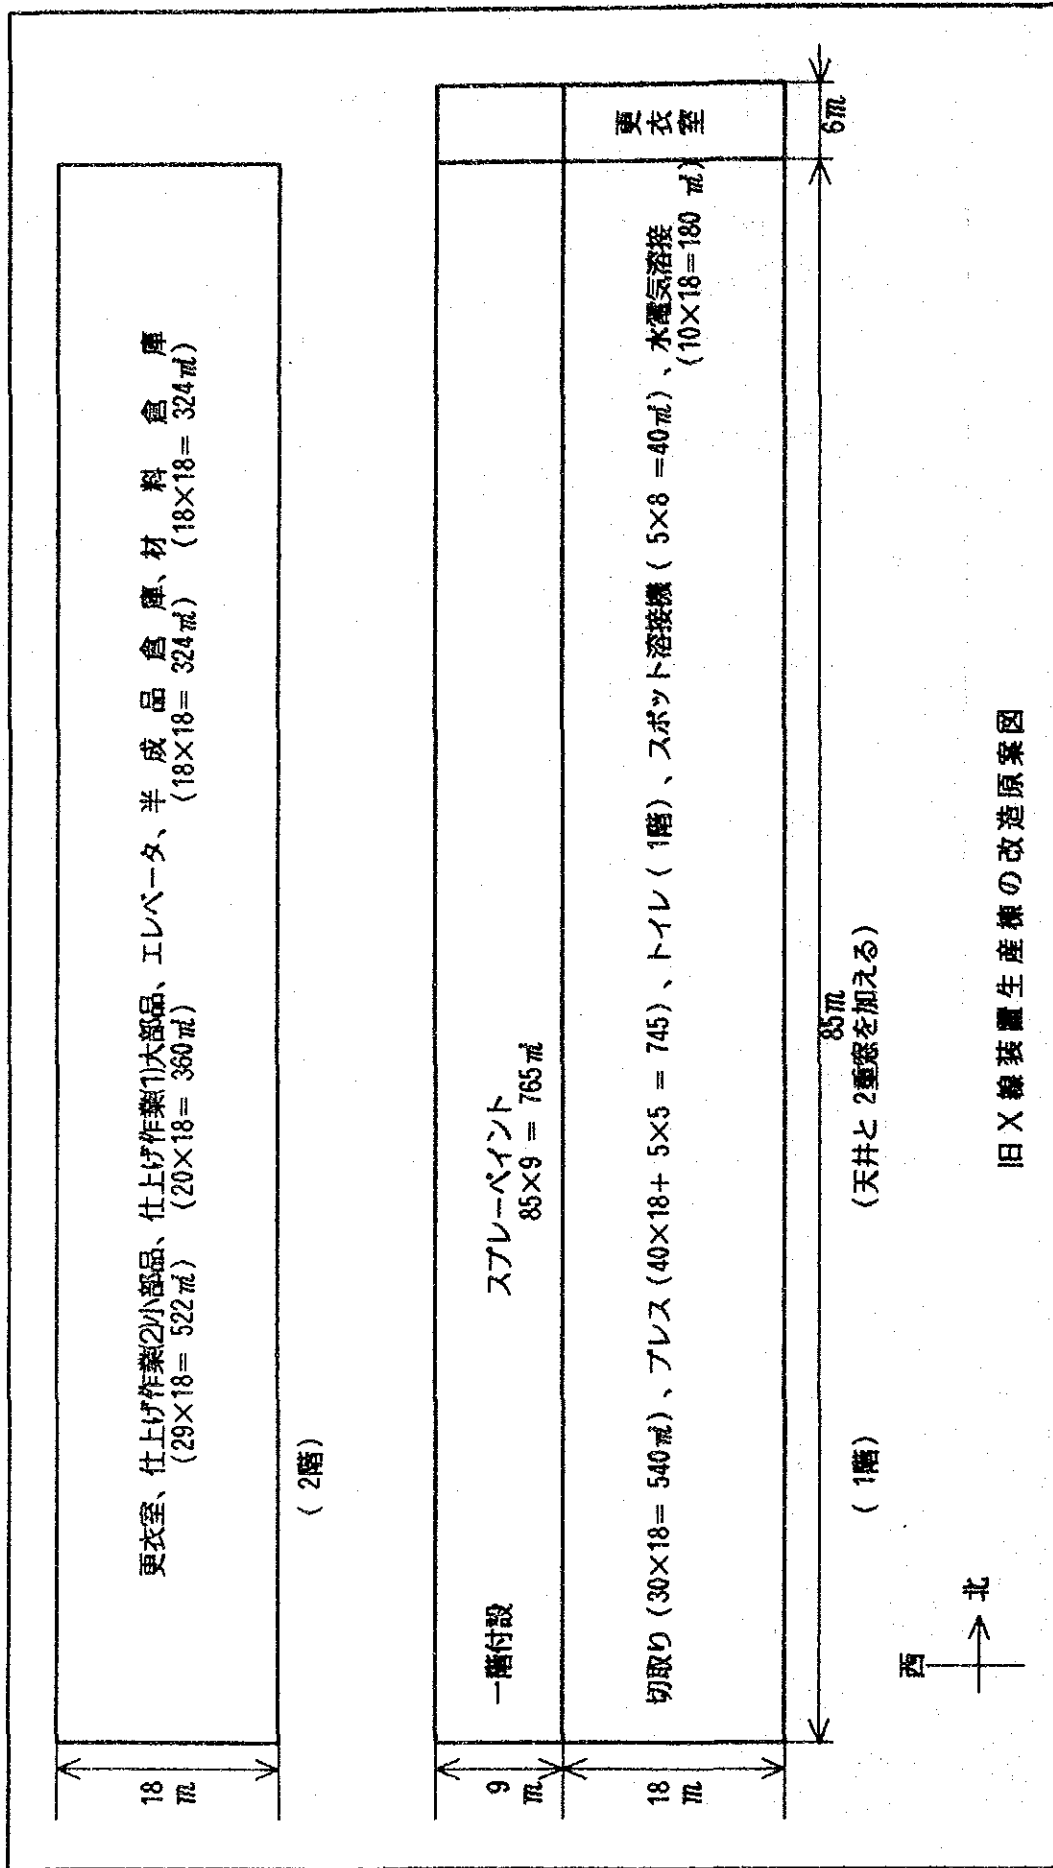 更衣室、仕上げ作業(2)小部品、仕上げ作業(1)大部品、エレベータ、半成品倉庫、材料倉庫
(29×18= 522㎡) (20×18= 360㎡) (18×18= 324㎡) (18×18= 324㎡)
18m
( 2階)
一階付設
スプレーペイント
85×9 = 765㎡
更衣室
9m
切取り (30×18= 540㎡)、プレス (40×18+ 5×5 = 745)、トイレ ( 1階)、スポット溶接機 ( 5×8 =40㎡)、水電気溶接
(10×18=180 ㎡)
18m
85m
6m
(天井と 2重窓を加える)
( 1階)
西
北
旧X線装置生産棟の改造原案図